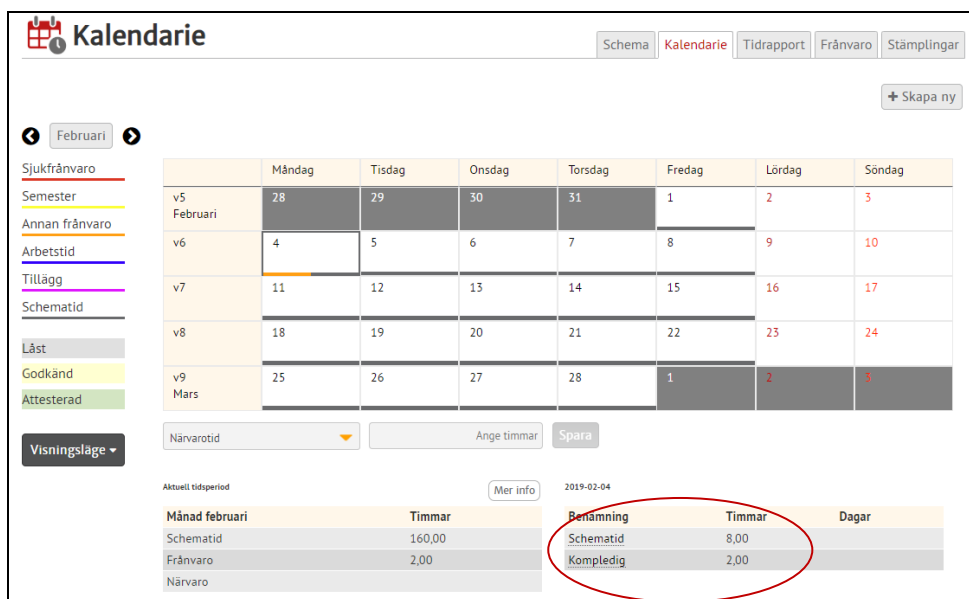 Kalendarie
Schema Kalendarie Tidrapport Frånvaro Stämplingar
+ Skapa ny
Februari
Sjukfrånvaro
Semester
Annan frånvaro
Arbetstid
Tillägg
Schematid
Låst
Godkänd
Attesterad
Visningsläge
Måndag Tisdag Onsdag Torsdag Fredag Lördag Söndag
v5 28 29 30 31 1 2 3
Februari
v6 4 5 6 7 8 9 10
v7 11 12 13 14 15 16 17
v8 18 19 20 21 22 23 24
v9 25 26 27 28 1 2 3
Mars
Närvarotid Ange timmar Spara
Aktuell tidsperiod Mer info
Månad februari Timmar
Schematid 160,00
Frånvaro 2,00
Närvaro
2019-02-04
Benämning Timmar Dagar
Schematid 8,00
Kompledig 2,00